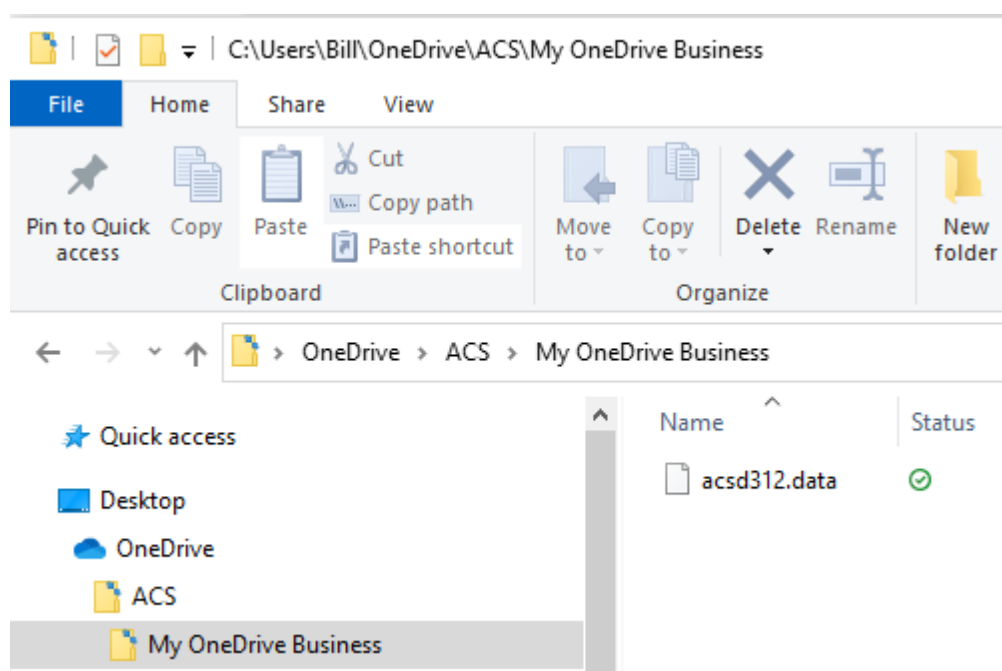 C:\Users\Bill\OneDrive\ACS\My OneDrive Business
File Home Share View
Pin to Quick access
Copy
Paste
Cut
Copy path
Paste shortcut
Clipboard
Move to
Copy to
Delete
Rename
New folder
Organize
OneDrive > ACS > My OneDrive Business
Quick access
Desktop
OneDrive
ACS
My OneDrive Business
Name Status
acsd312.data